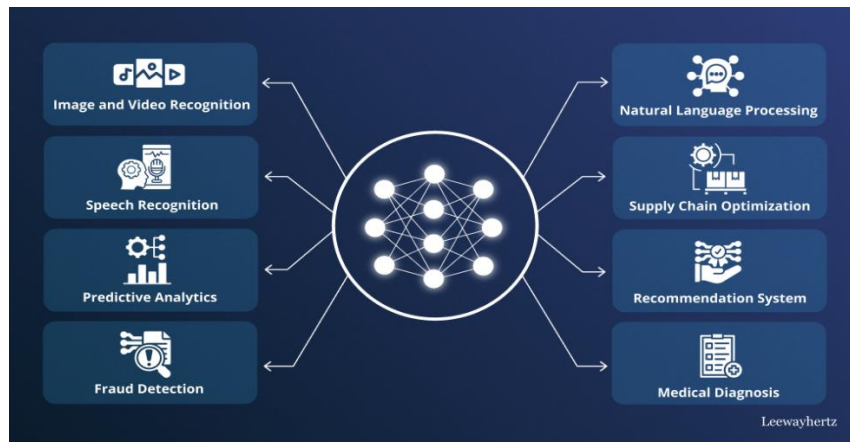 Image and Video Recognition
Speech Recognition
Predictive Analytics
Fraud Detection
Natural Language Processing
Supply Chain Optimization
Recommendation System
Medical Diagnosis
Leewayhertz